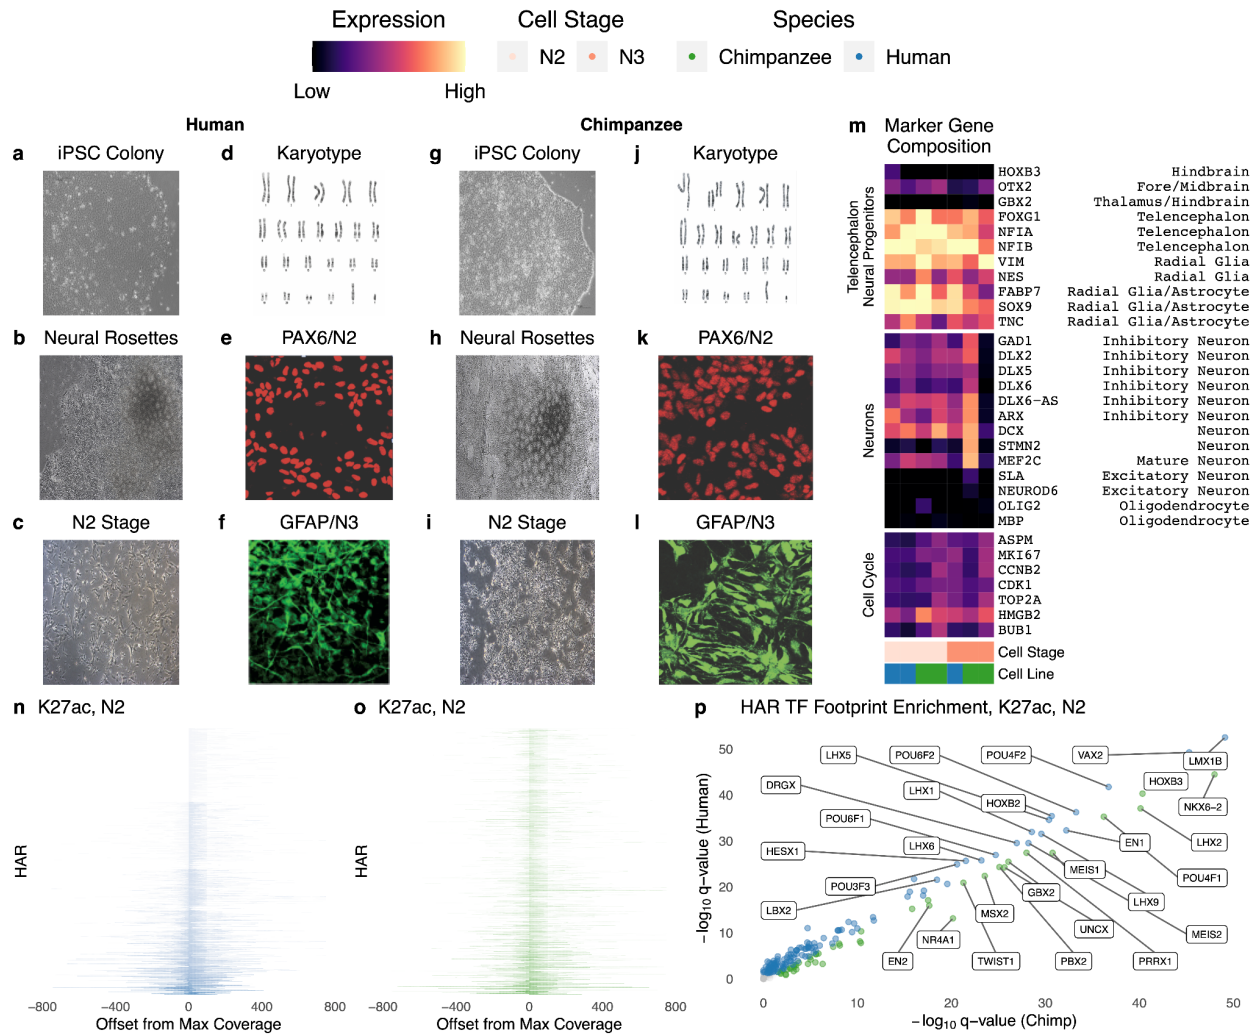 Expression
Cell Stage
Species
N2
N3
Chimpanzee
Human
Low
High
Human
Chimpanzee
a iPSC Colony
d Karyotype
g iPSC Colony
j Karyotype
b Neural Rosettes
e PAX6/N2
h Neural Rosettes
k PAX6/N2
c N2 Stage
f GFAP/N3
i N2 Stage
l GFAP/N3
m Marker Gene
Composition
Telencephalon
Neural Progenitors
HOXB3 Hindbrain
OTX2 Fore/Midbrain
GBX2 Thalamus/Hindbrain
FOXG1 Telencephalon
NFIA Telencephalon
NFIB Telencephalon
VIM Radial Glia
NES Radial Glia
FABP7 Radial Glia/Astrocyte
SOX9 Radial Glia/Astrocyte
TNC Radial Glia/Astrocyte
Neurons
GAD1 Inhibitory Neuron
DLX2 Inhibitory Neuron
DLX5 Inhibitory Neuron
DLX6 Inhibitory Neuron
DLX6-AS Inhibitory Neuron
ARX Inhibitory Neuron
DCX Neuron
STMN2 Neuron
MEF2C Mature Neuron
SLA Excitatory Neuron
NEUROD6 Excitatory Neuron
OLIG2 Oligodendrocyte
MBP Oligodendrocyte
Cell Cycle
ASPM
MKI67
CCNB2
CDK1
TOP2A
HMGB2
BUB1
Cell Stage
Cell Line
n K27ac, N2
HAR
−800 −400 0 400 800
Offset from Max Coverage
o K27ac, N2
HAR
−400 0 400 800
Offset from Max Coverage
p HAR TF Footprint Enrichment, K27ac, N2
−log10 q−value (Human)
50
40
30
20
10
0
LHX5
POU6F2
POU4F2
VAX2
LMX1B
DRGX
LHX1
HOXB2
HOXB3
NKX6−2
POU6F1
LHX6
EN1
LHX2
HESX1
MEIS1
POU4F1
POU3F3
GBX2
LHX9
LBX2
MSX2
UNCX
MEIS2
NR4A1
EN2
TWIST1
PBX2
PRRX1
0 10 20 30 40 50
−log10 q−value (Chimp)